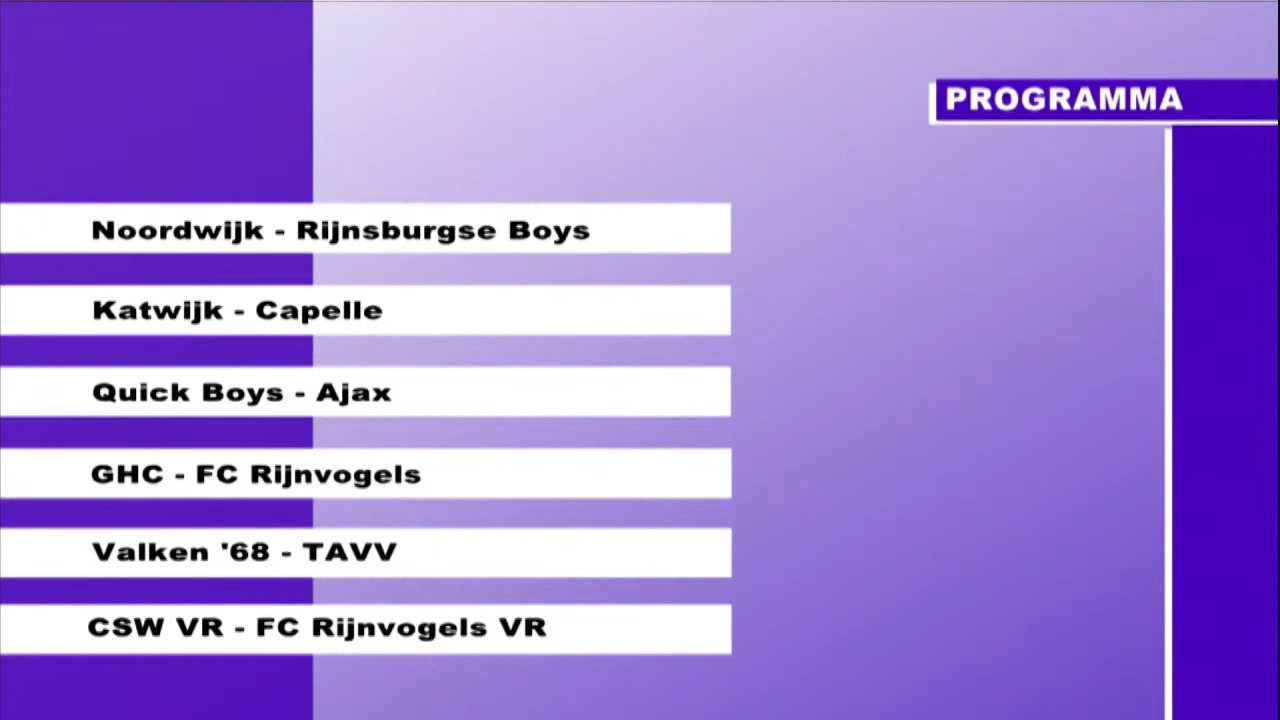 PROGRAMMA
Noordwijk - Rijnsburgse Boys
Katwijk - Capelle
Quick Boys - Ajax
GHC - FC Rijnvogels
Valken '68 - TAVV
CSW VR - FC Rijnvogels VR